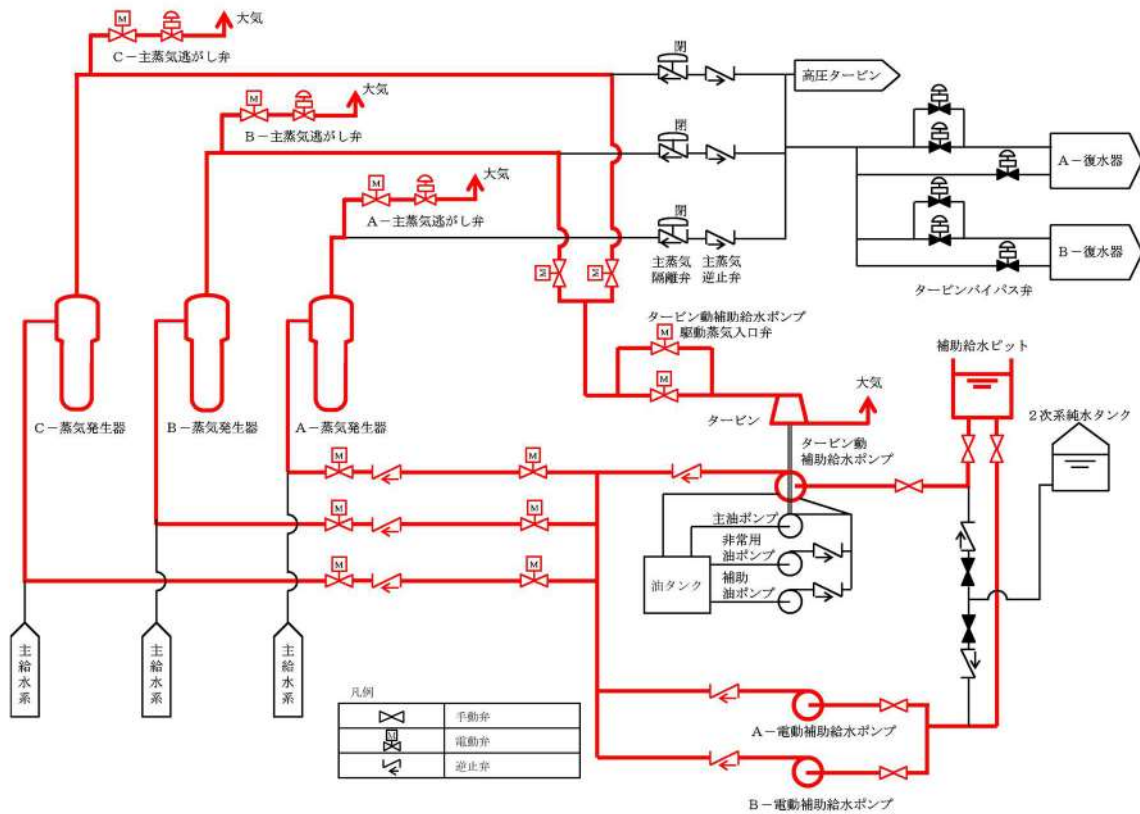 M
大気
C－主蒸気逃がし弁
M
大気
B－主蒸気逃がし弁
M
大気
A－主蒸気逃がし弁
閉
閉
閉
主蒸気
隔離弁
主蒸気
逆止弁
高圧タービン
A－復水器
B－復水器
タービンバイパス弁
M
M
タービン動補助給水ポンプ
駆動蒸気入口弁
M
M
補助給水ピット
大気
2次系純水タンク
C－蒸気発生器
B－蒸気発生器
A－蒸気発生器
タービン
タービン動
補助給水ポンプ
M
M
M
M
M
M
主油ポンプ
非常用
油ポンプ
補助
油ポンプ
油タンク
主給水系
主給水系
主給水系
A－電動補助給水ポンプ
B－電動補助給水ポンプ
凡例
手動弁
M
電動弁
逆止弁